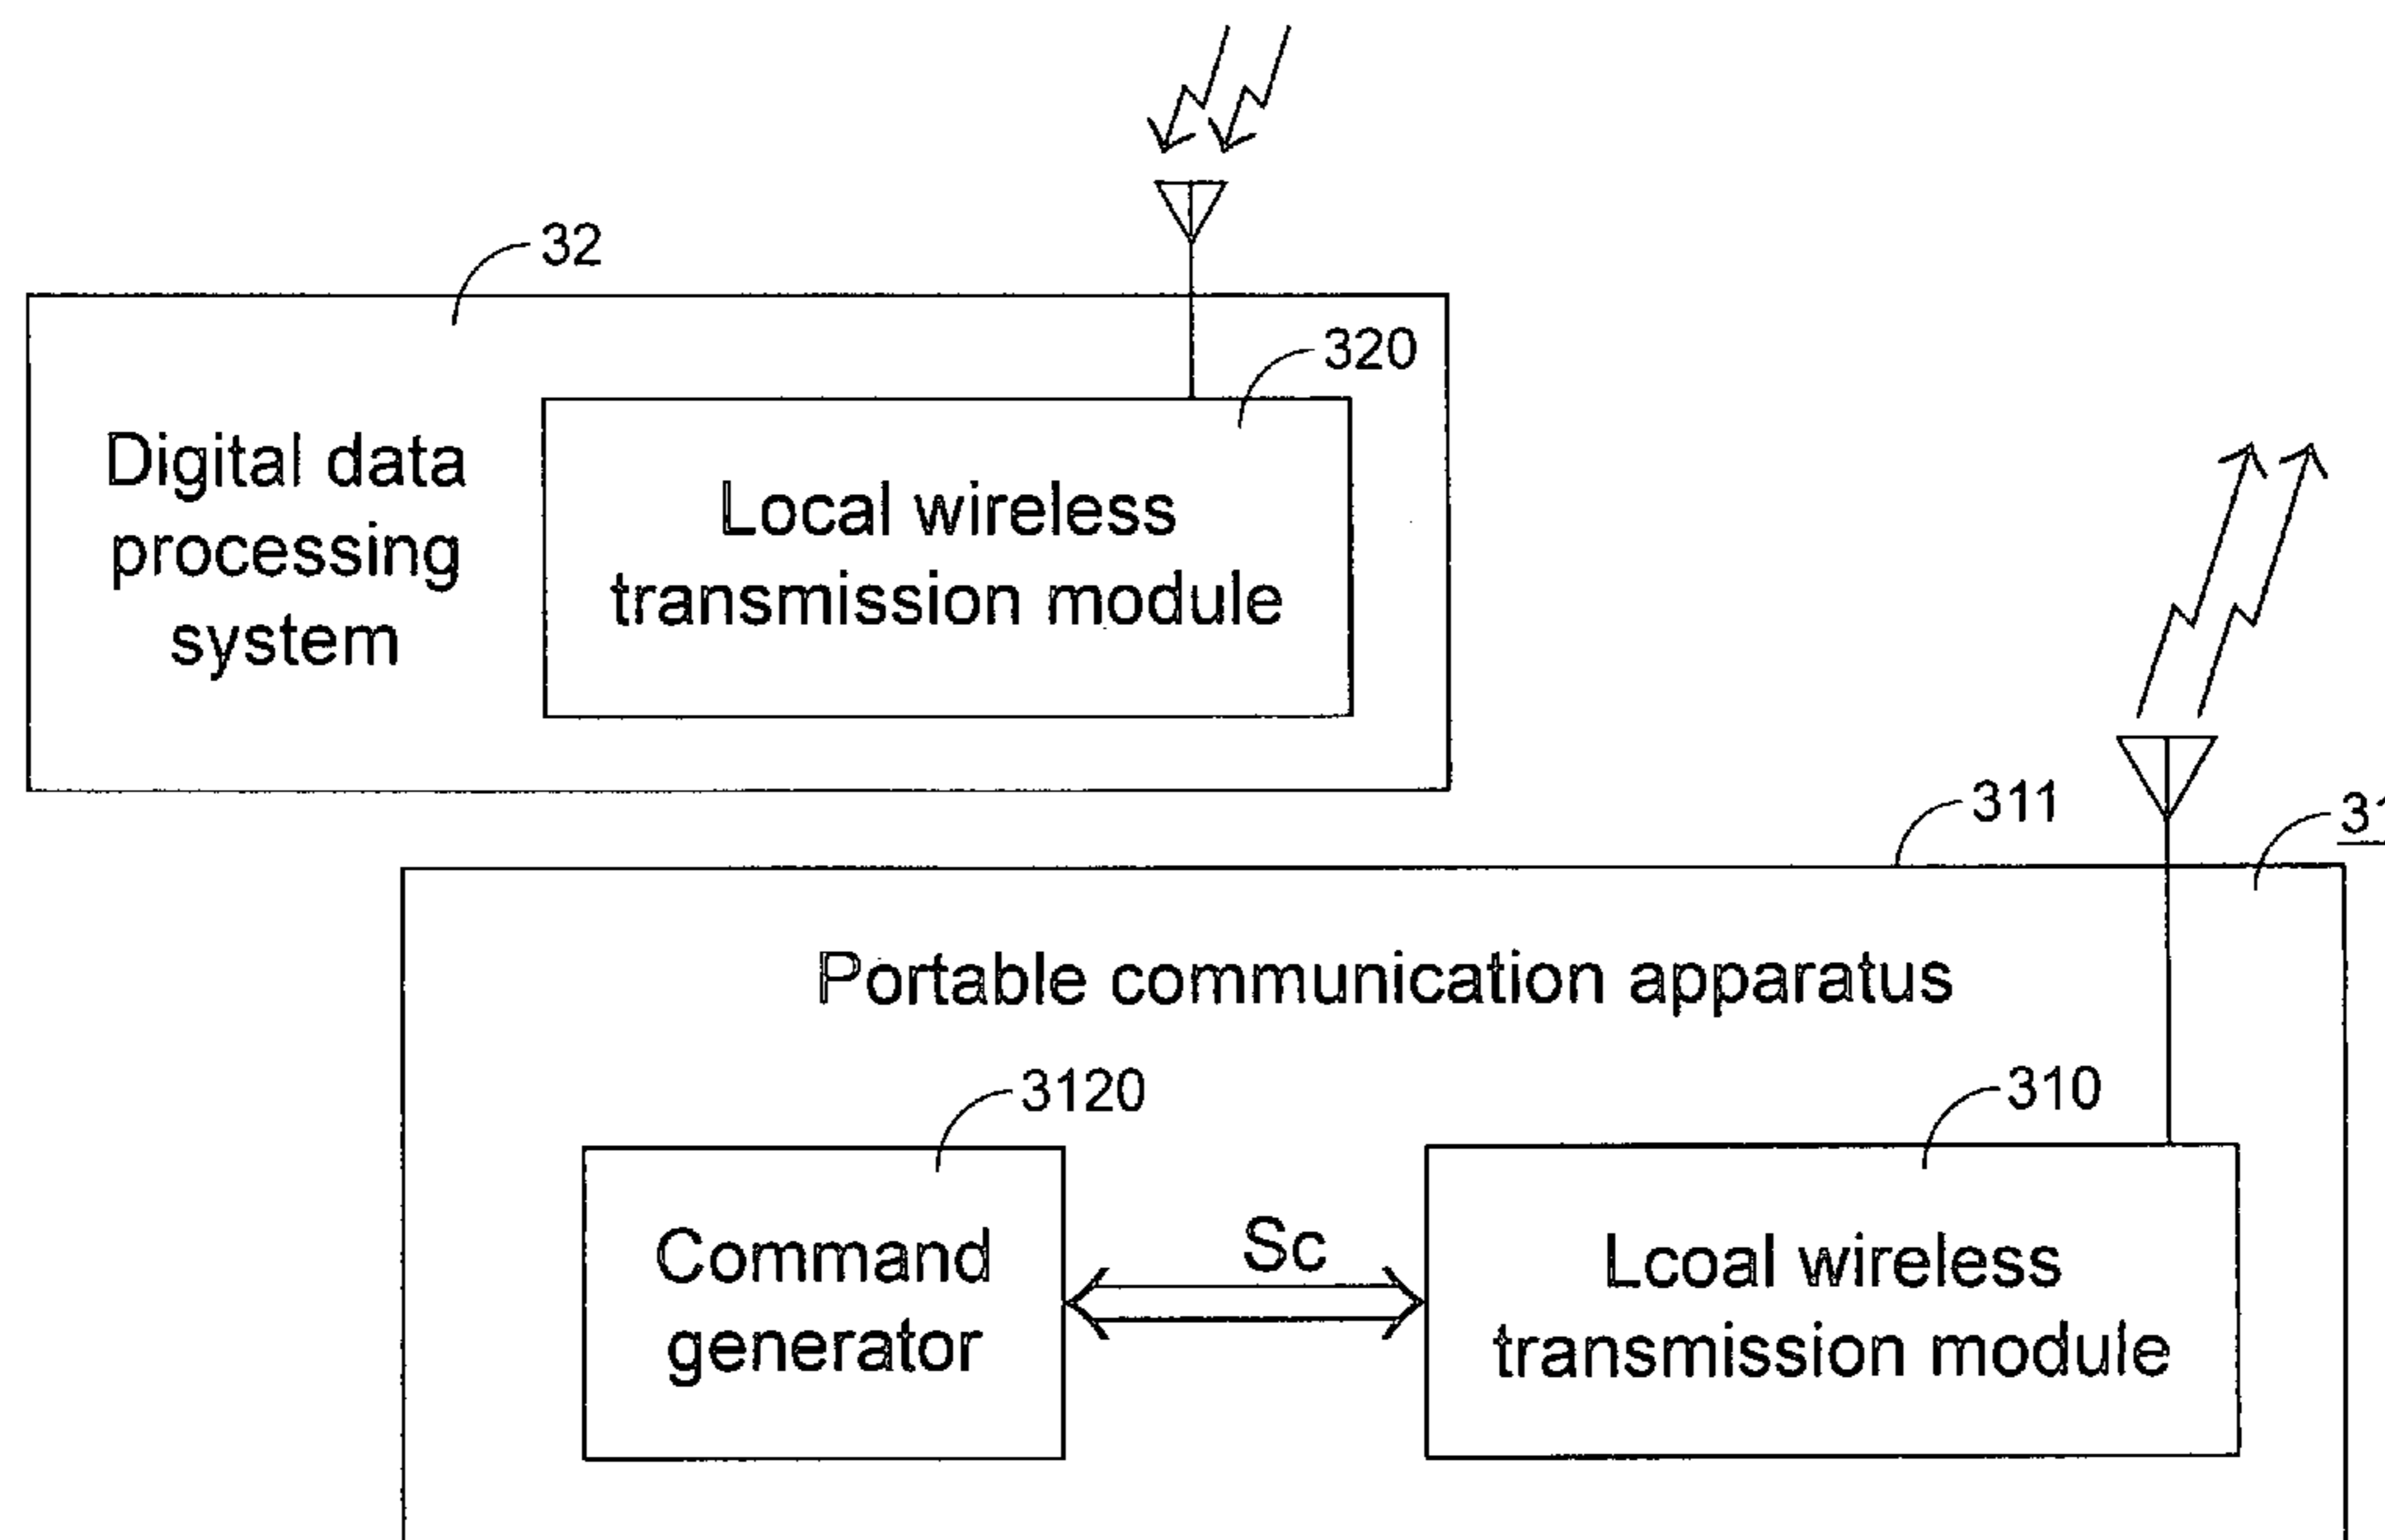 32
320
Digital data
processing
system
Local wireless
transmission module
311
31
Portable communication apparatus
3120
310
Command
generator
Sc
Lcoal wireless
transmission module